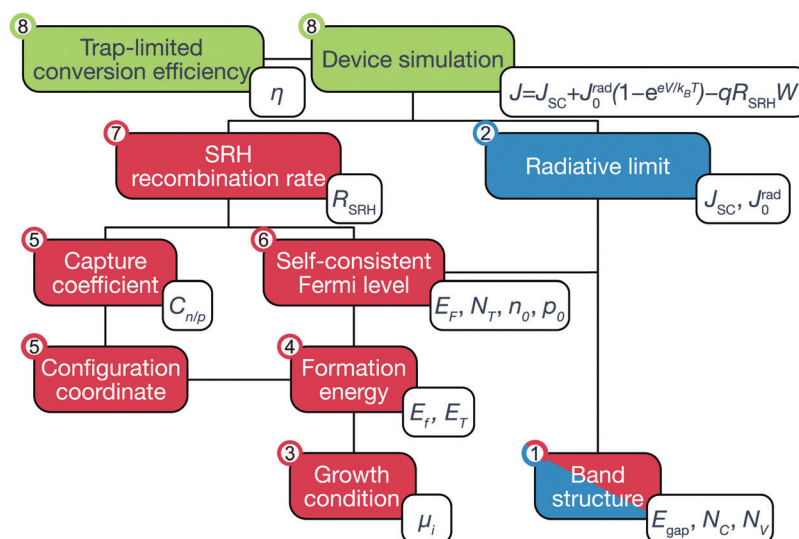 8
Trap-limited
conversion efficiency
η
8
Device simulation
J=J_SC+J_0^rad(1−e^{eV/k_BT})−qR_SRHW
7
SRH
recombination rate
R_SRH
2
Radiative limit
J_SC, J_0^rad
5
Capture
coefficient
C_n/p
6
Self-consistent
Fermi level
E_F, N_T, n_0, p_0
5
Configuration
coordinate
4
Formation
energy
E_f, E_T
3
Growth
condition
μ_i
1
Band
structure
E_gap, N_C, N_V